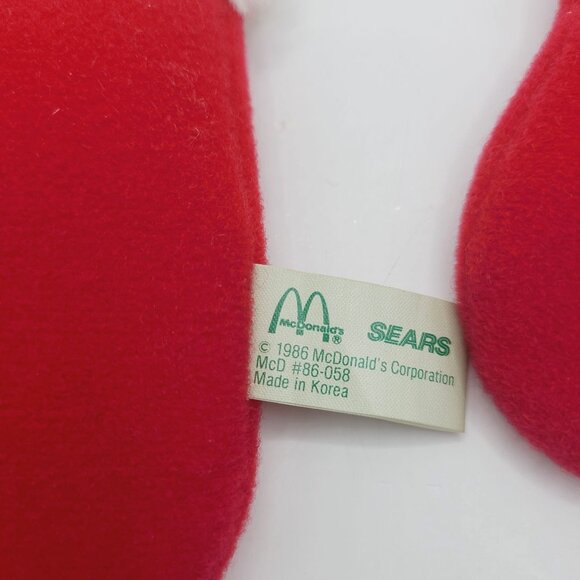 McDonald's ®
SEARS
© 1986 McDonald's Corporation
McD #86-058
Made in Korea